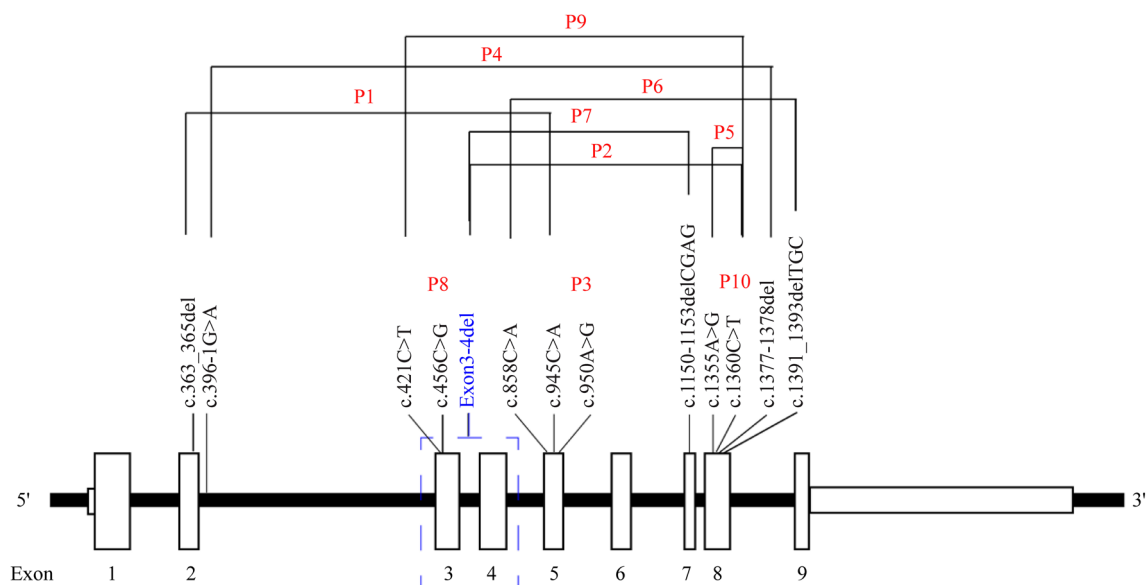 P9
P4
P6
P1
P7
P5
P2
P8
P3
P10
c.363_365del
c.396-1G>A
c.421C>T
c.456C>G
Exon3-4del
c.858C>A
c.945C>A
c.950A>G
c.1150-1153delCGAG
c.1355A>G
c.1360C>T
c.1377-1378del
c.1391_1393delTGC
5' 3'
Exon 1 2 3 4 5 6 7 8 9